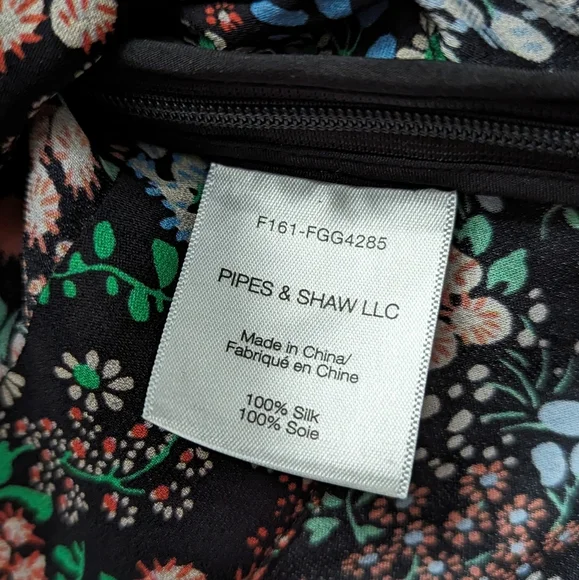 F161-FGG4285
PIPES & SHAW LLC
Made in China/
Fabriqué en Chine
100% Silk
100% Soie